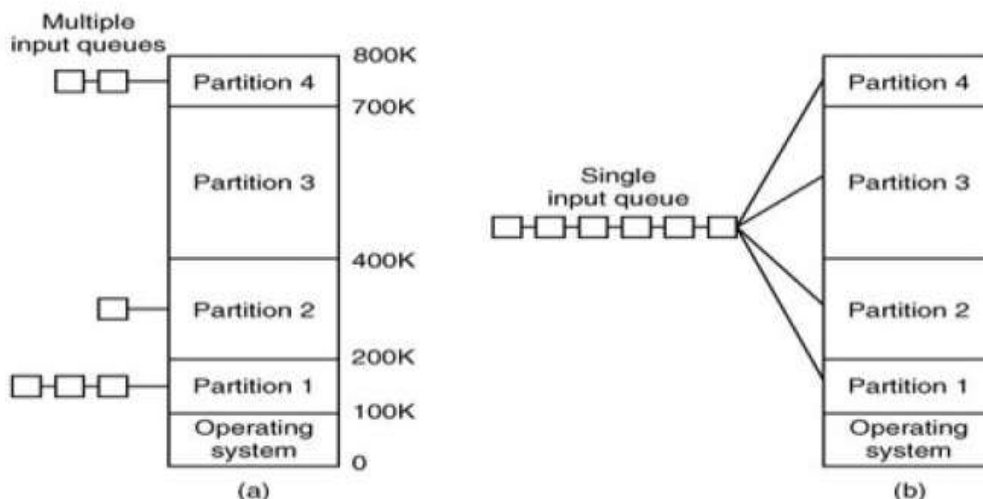 Multiple
input queues
800K
Partition 4
700K
Partition 3
400K
Partition 2
200K
Partition 1
100K
Operating
system
0
(a)
Single
input queue
Partition 4
Partition 3
Partition 2
Partition 1
Operating
system
(b)